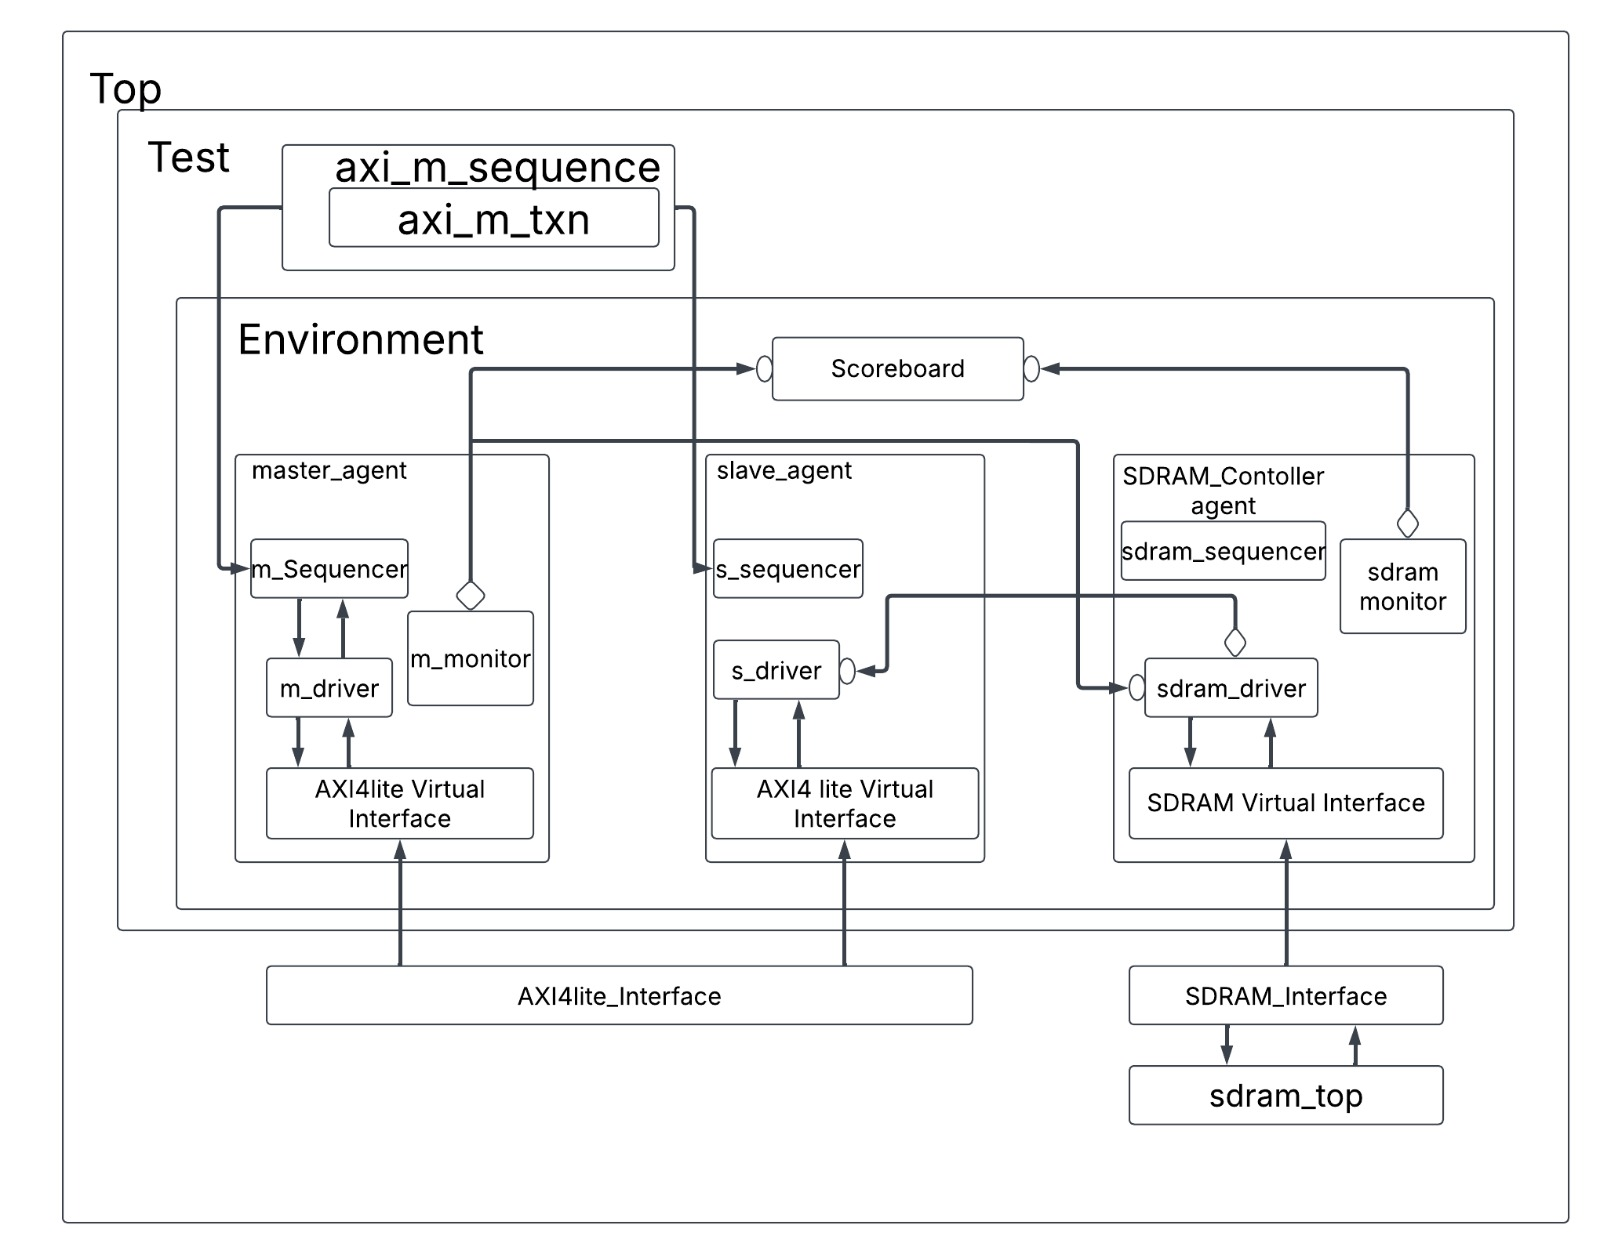 Top
Test
axi_m_sequence
axi_m_txn
Environment
Scoreboard
master_agent
m_Sequencer
m_monitor
m_driver
AXI4lite Virtual
Interface
slave_agent
s_sequencer
s_driver
AXI4 lite Virtual
Interface
SDRAM_Contoller
agent
sdram_sequencer
sdram
monitor
sdram_driver
SDRAM Virtual Interface
AXI4lite_Interface
SDRAM_Interface
sdram_top